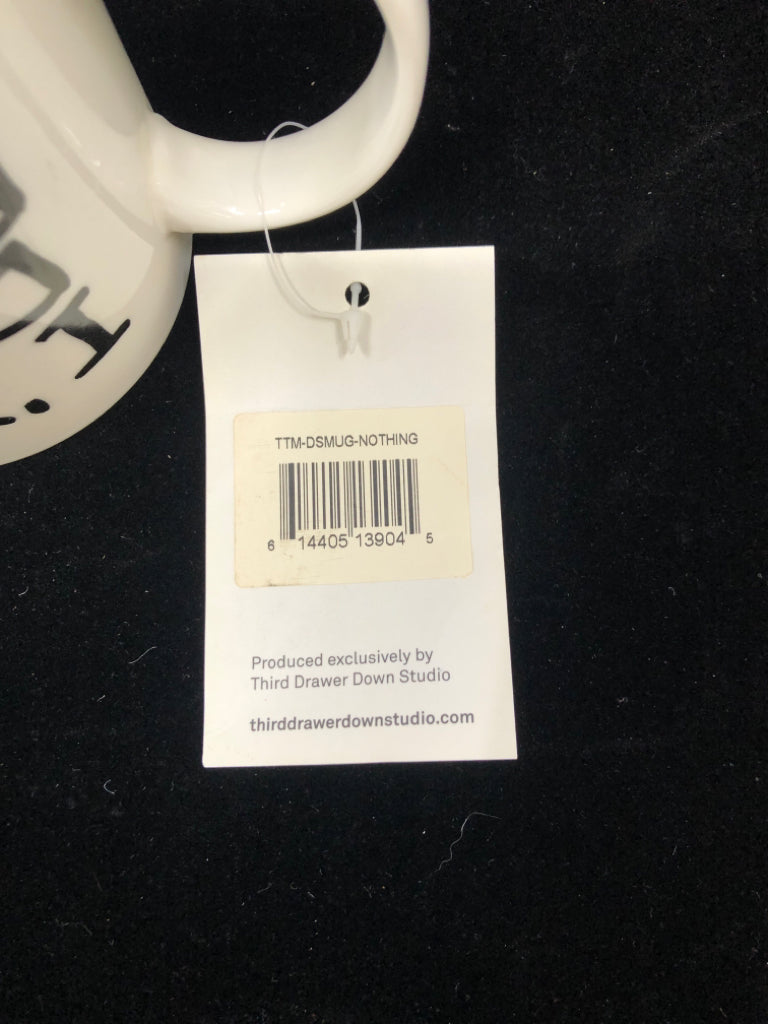 TTM-DSMUG-NOTHING
6 14405 13904 5
Produced exclusively by
Third Drawer Down Studio
thirddrawerdownstudio.com